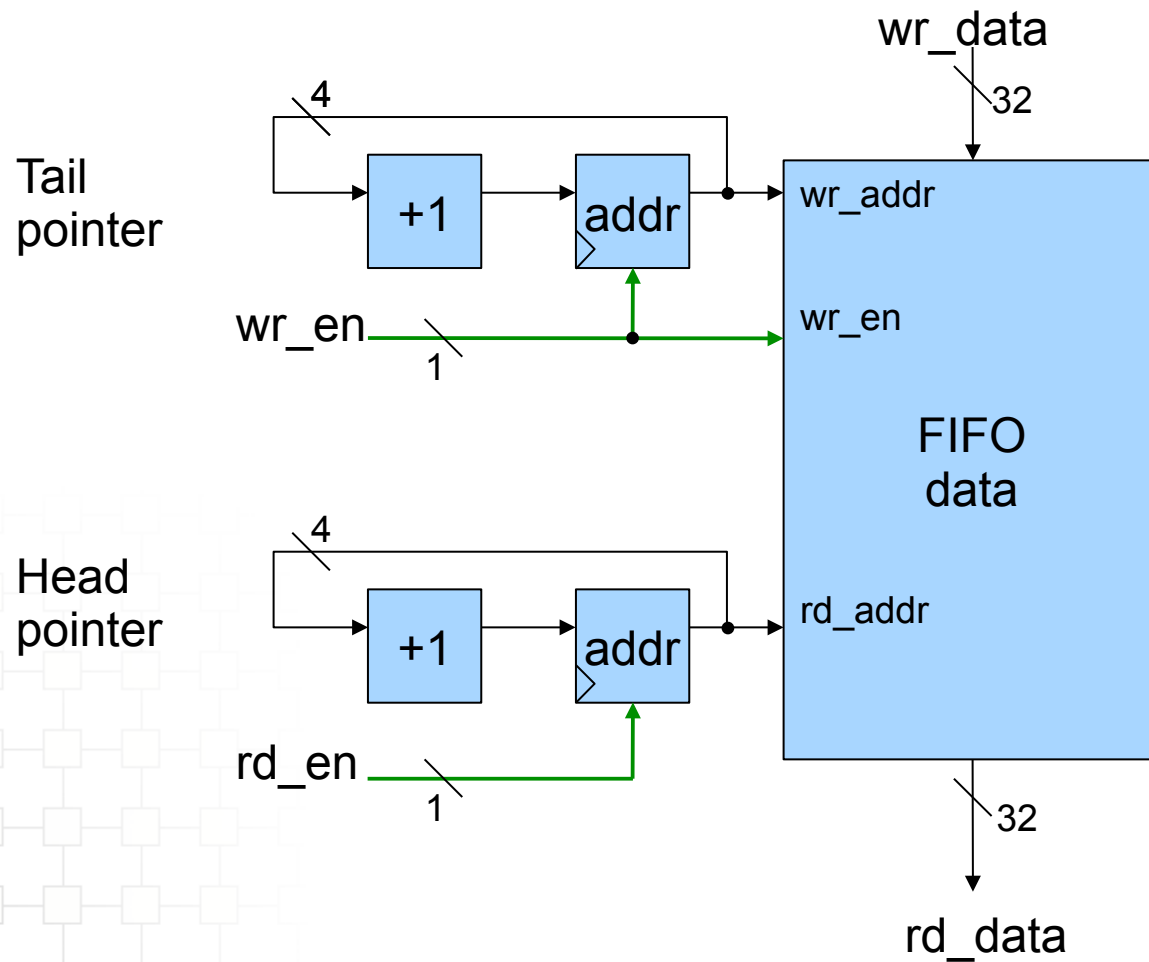 wr_data
32
4
Tail
pointer
+1
addr
wr_addr
wr_en
1
wr_en
FIFO
data
4
Head
pointer
+1
addr
rd_addr
rd_en
1
32
rd_data